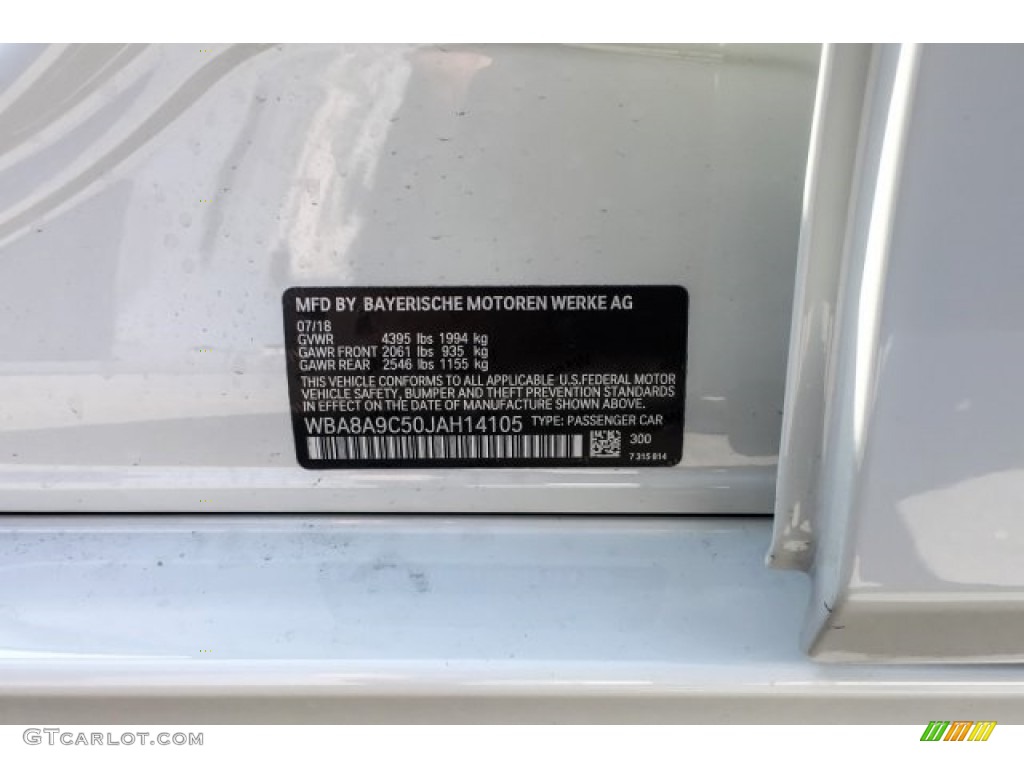 MFD BY BAYERISCHE MOTOREN WERKE AG
07/18
GVWR 4395 lbs 1994 kg
GAWR FRONT 2061 lbs 935 kg
GAWR REAR 2546 lbs 1155 kg
THIS VEHICLE CONFORMS TO ALL APPLICABLE U.S.FEDERAL MOTOR
VEHICLE SAFETY, BUMPER AND THEFT PREVENTION STANDARDS
IN EFFECT ON THE DATE OF MANUFACTURE SHOWN ABOVE.
WBA8A9C50JAH14105 TYPE: PASSENGER CAR
300
7 315 814
GTCarLot.com